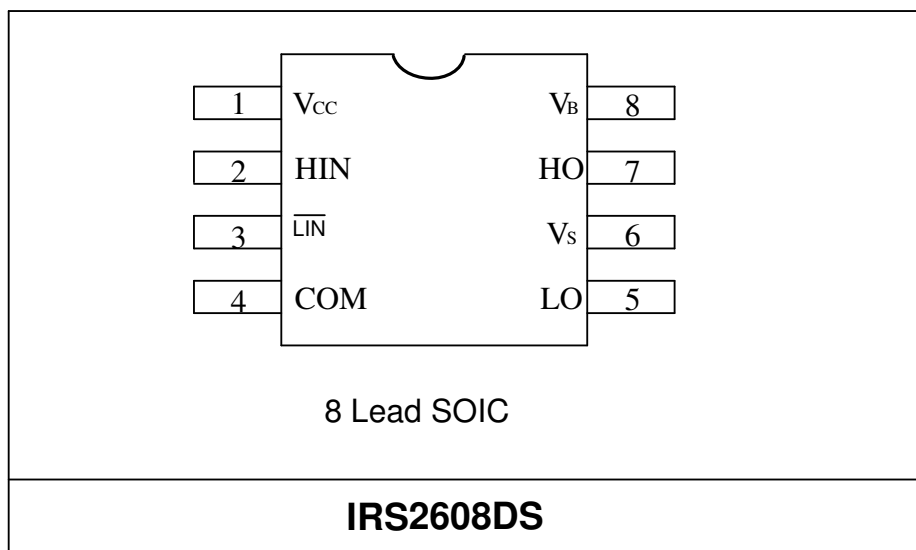 1 VCC VB 8
2 HIN HO 7
3 L̅I̅N̅ VS 6
4 COM LO 5
8 Lead SOIC
IRS2608DS